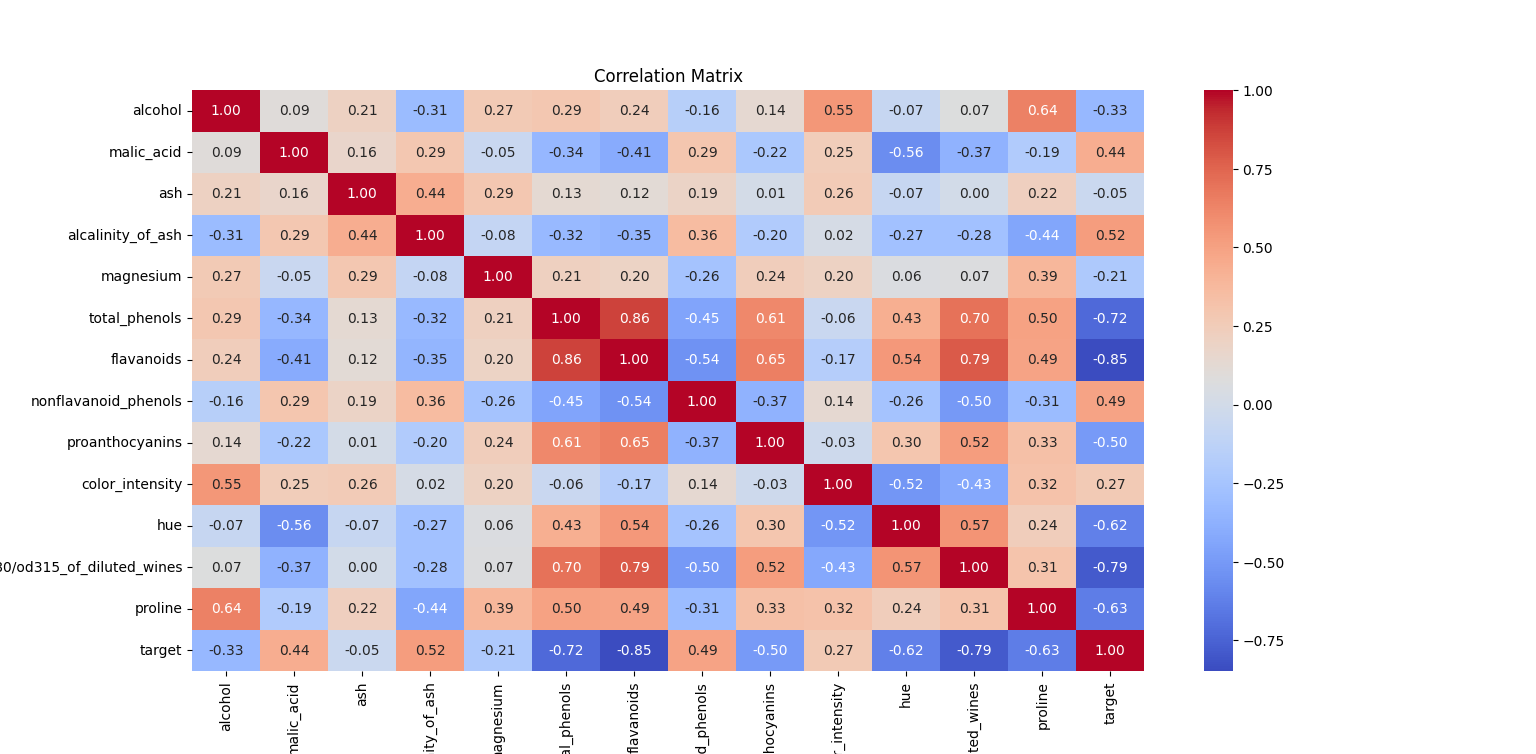 Correlation Matrix
alcohol 1.00 0.09 0.21 -0.31 0.27 0.29 0.24 -0.16 0.14 0.55 -0.07 0.07 0.64 -0.33
malic_acid 0.09 1.00 0.16 0.29 -0.05 -0.34 -0.41 0.29 -0.22 0.25 -0.56 -0.37 -0.19 0.44
ash 0.21 0.16 1.00 0.44 0.29 0.13 0.12 0.19 0.01 0.26 -0.07 0.00 0.22 -0.05
alcalinity_of_ash -0.31 0.29 0.44 1.00 -0.08 -0.32 -0.35 0.36 -0.20 0.02 -0.27 -0.28 -0.44 0.52
magnesium 0.27 -0.05 0.29 -0.08 1.00 0.21 0.20 -0.26 0.24 0.20 0.06 0.07 0.39 -0.21
total_phenols 0.29 -0.34 0.13 -0.32 0.21 1.00 0.86 -0.45 0.61 -0.06 0.43 0.70 0.50 -0.72
flavanoids 0.24 -0.41 0.12 -0.35 0.20 0.86 1.00 -0.54 0.65 -0.17 0.54 0.79 0.49 -0.85
nonflavanoid_phenols -0.16 0.29 0.19 0.36 -0.26 -0.45 -0.54 1.00 -0.37 0.14 -0.26 -0.50 -0.31 0.49
proanthocyanins 0.14 -0.22 0.01 -0.20 0.24 0.61 0.65 -0.37 1.00 -0.03 0.30 0.52 0.33 -0.50
color_intensity 0.55 0.25 0.26 0.02 0.20 -0.06 -0.17 0.14 -0.03 1.00 -0.52 -0.43 0.32 0.27
hue -0.07 -0.56 -0.07 -0.27 0.06 0.43 0.54 -0.26 0.30 -0.52 1.00 0.57 0.24 -0.62
30/od315_of_diluted_wines 0.07 -0.37 0.00 -0.28 0.07 0.70 0.79 -0.50 0.52 -0.43 0.57 1.00 0.31 -0.79
proline 0.64 -0.19 0.22 -0.44 0.39 0.50 0.49 -0.31 0.33 0.32 0.24 0.31 1.00 -0.63
target -0.33 0.44 -0.05 0.52 -0.21 -0.72 -0.85 0.49 -0.50 0.27 -0.62 -0.79 -0.63 1.00
alcohol
malic_acid
ash
ity_of_ash
agnesium
al_phenols
flavanoids
d_phenols
hocyanins
r_intensity
hue
ted_wines
proline
target
1.00
0.75
0.50
0.25
0.00
−0.25
−0.50
−0.75